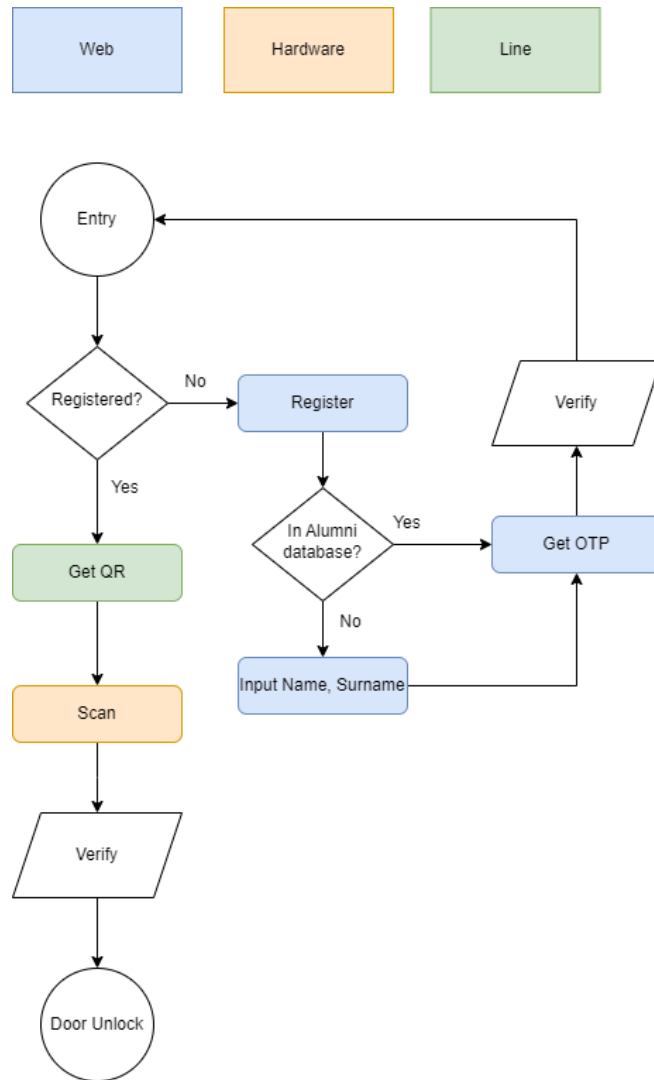 Web
Hardware
Line
Entry
Registered?
No
Register
Verify
Yes
In Alumni
database?
Yes
Get OTP
Get QR
No
Input Name, Surname
Scan
Verify
Door Unlock